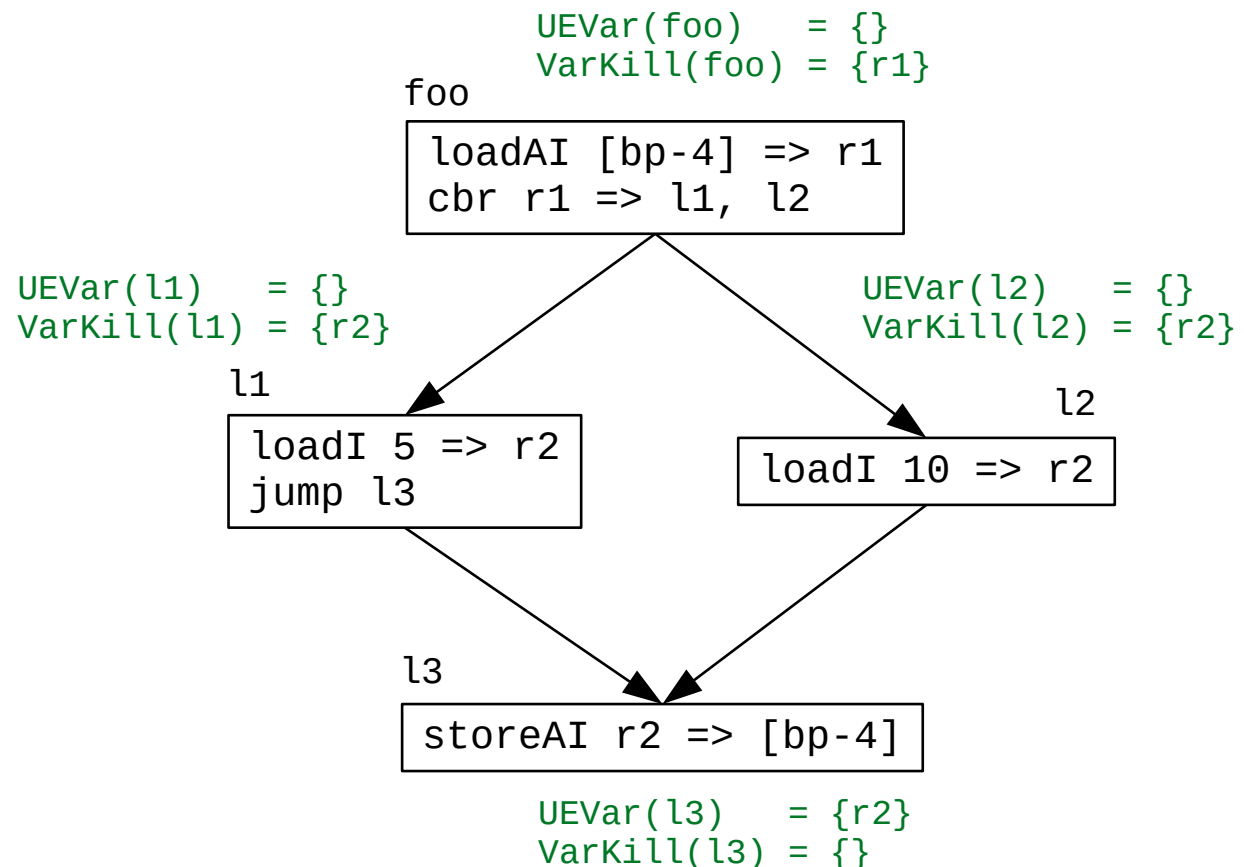 UEVar(foo)   = {}
VarKill(foo) = {r1}
foo
loadAI [bp-4] => r1
cbr r1 => l1, l2
UEVar(l1)   = {}
VarKill(l1) = {r2}
UEVar(l2)   = {}
VarKill(l2) = {r2}
l1
l2
loadI 5 => r2
jump l3
loadI 10 => r2
l3
storeAI r2 => [bp-4]
UEVar(l3)   = {r2}
VarKill(l3) = {}